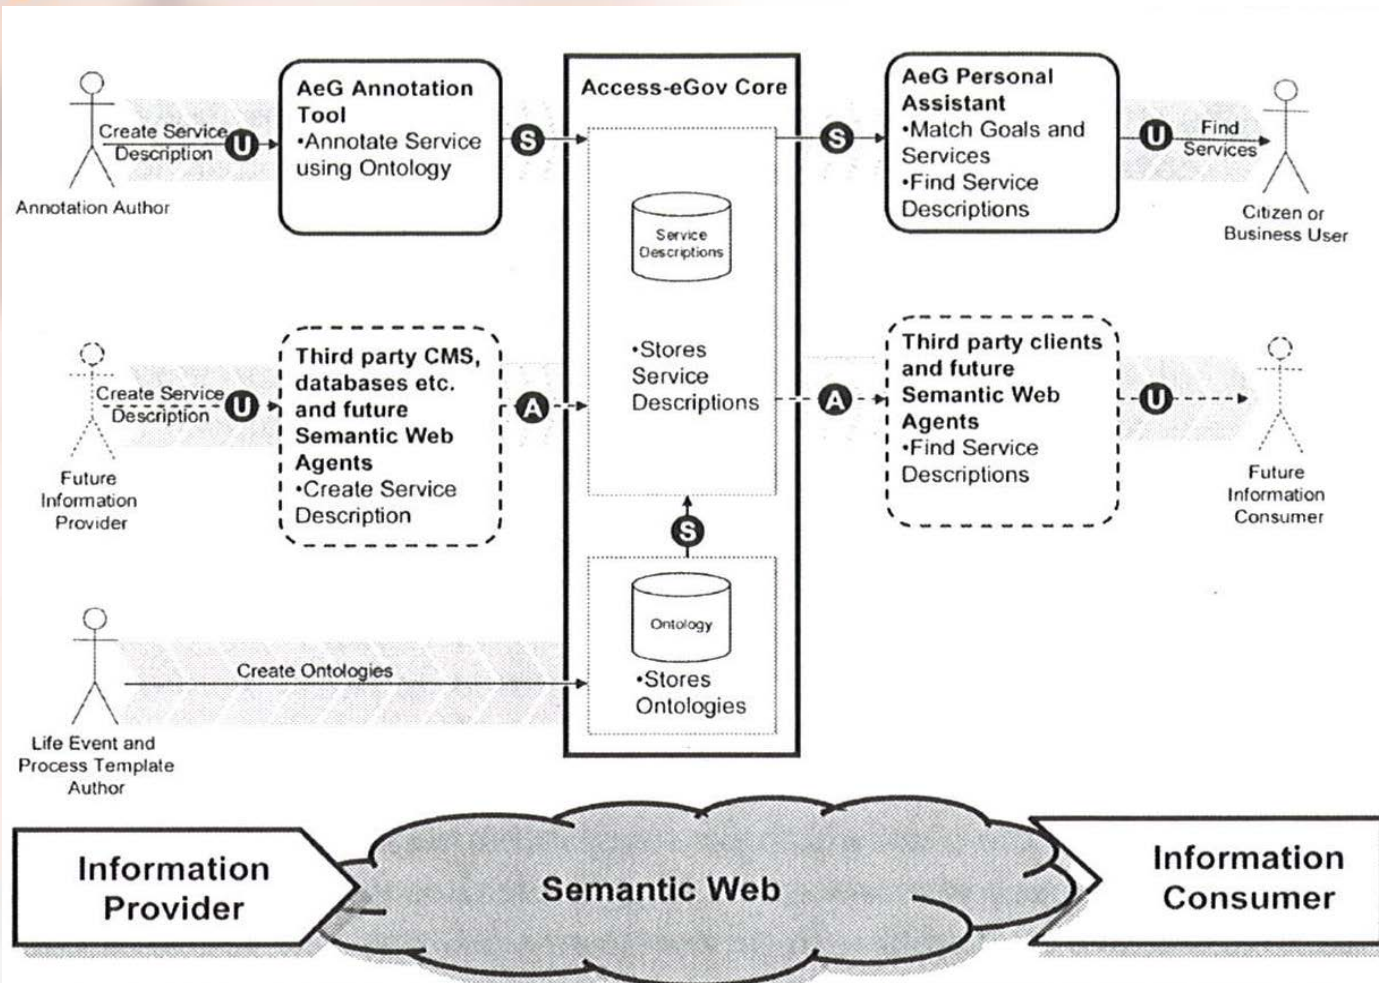 Create Service
Description
U
Annotation Author
AeG Annotation
Tool
•Annotate Service
using Ontology
S
Access-eGov Core
Service
Descriptions
•Stores
Service
Descriptions
S
AeG Personal
Assistant
•Match Goals and
Services
•Find Service
Descriptions
U
Find
Services
Citizen or
Business User
Create Service
Description
U
Future
Information
Provider
Third party CMS,
databases etc.
and future
Semantic Web
Agents
•Create Service
Description
A
A
Third party clients
and future
Semantic Web
Agents
•Find Service
Descriptions
U
Future
Information
Consumer
S
Ontology
•Stores
Ontologies
Create Ontologies
Life Event and
Process Template
Author
Information
Provider
Semantic Web
Information
Consumer